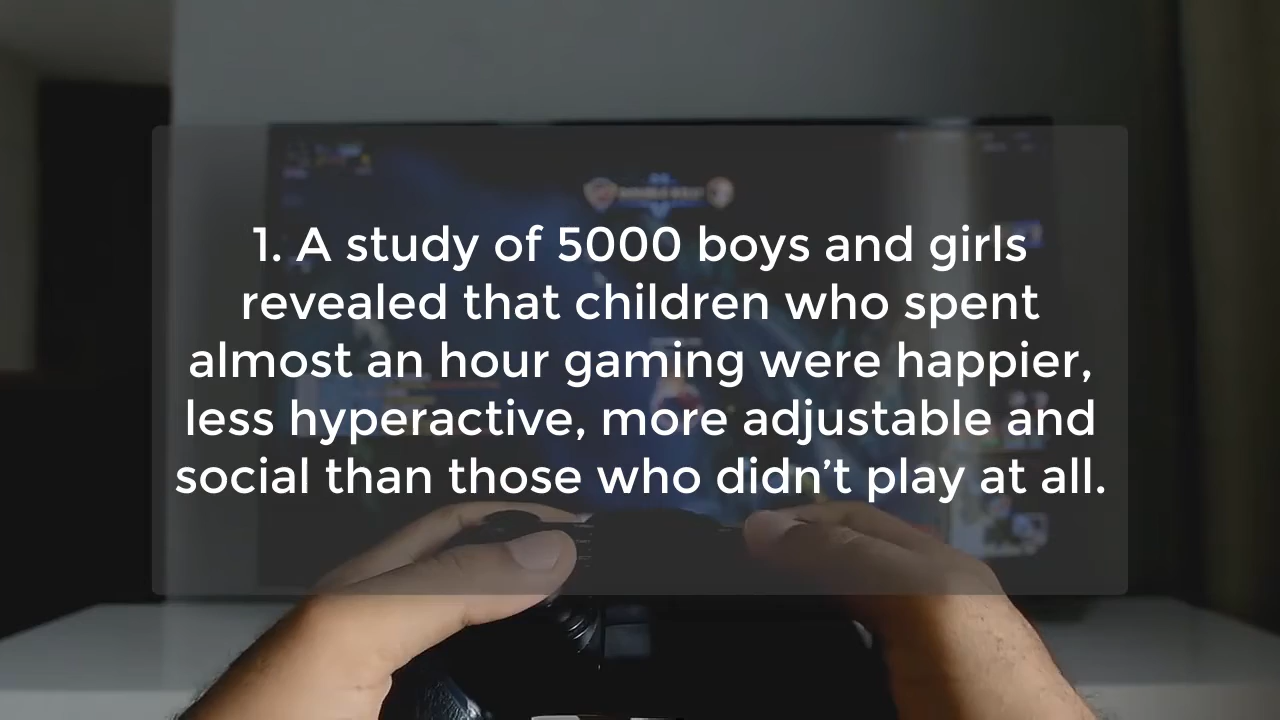 1. A study of 5000 boys and girls
revealed that children who spent
almost an hour gaming were happier,
less hyperactive, more adjustable and
social than those who didn’t play at all.